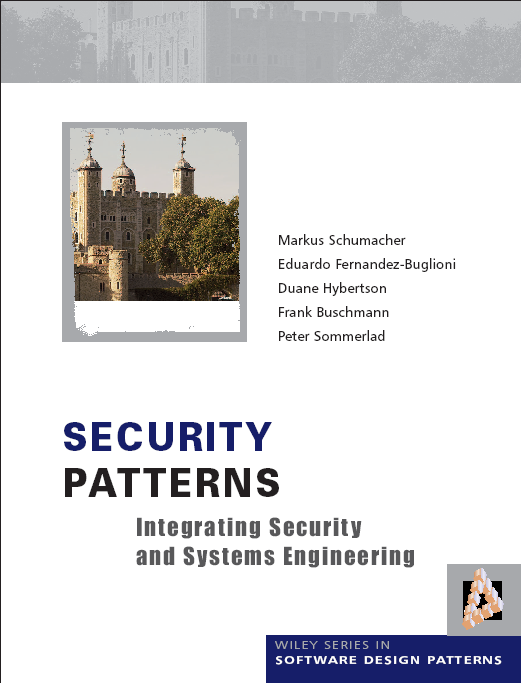 Markus Schumacher
Eduardo Fernandez-Buglioni
Duane Hybertson
Frank Buschmann
Peter Sommerlad
SECURITY
PATTERNS
Integrating Security
and Systems Engineering
WILEY SERIES IN
SOFTWARE DESIGN PATTERNS